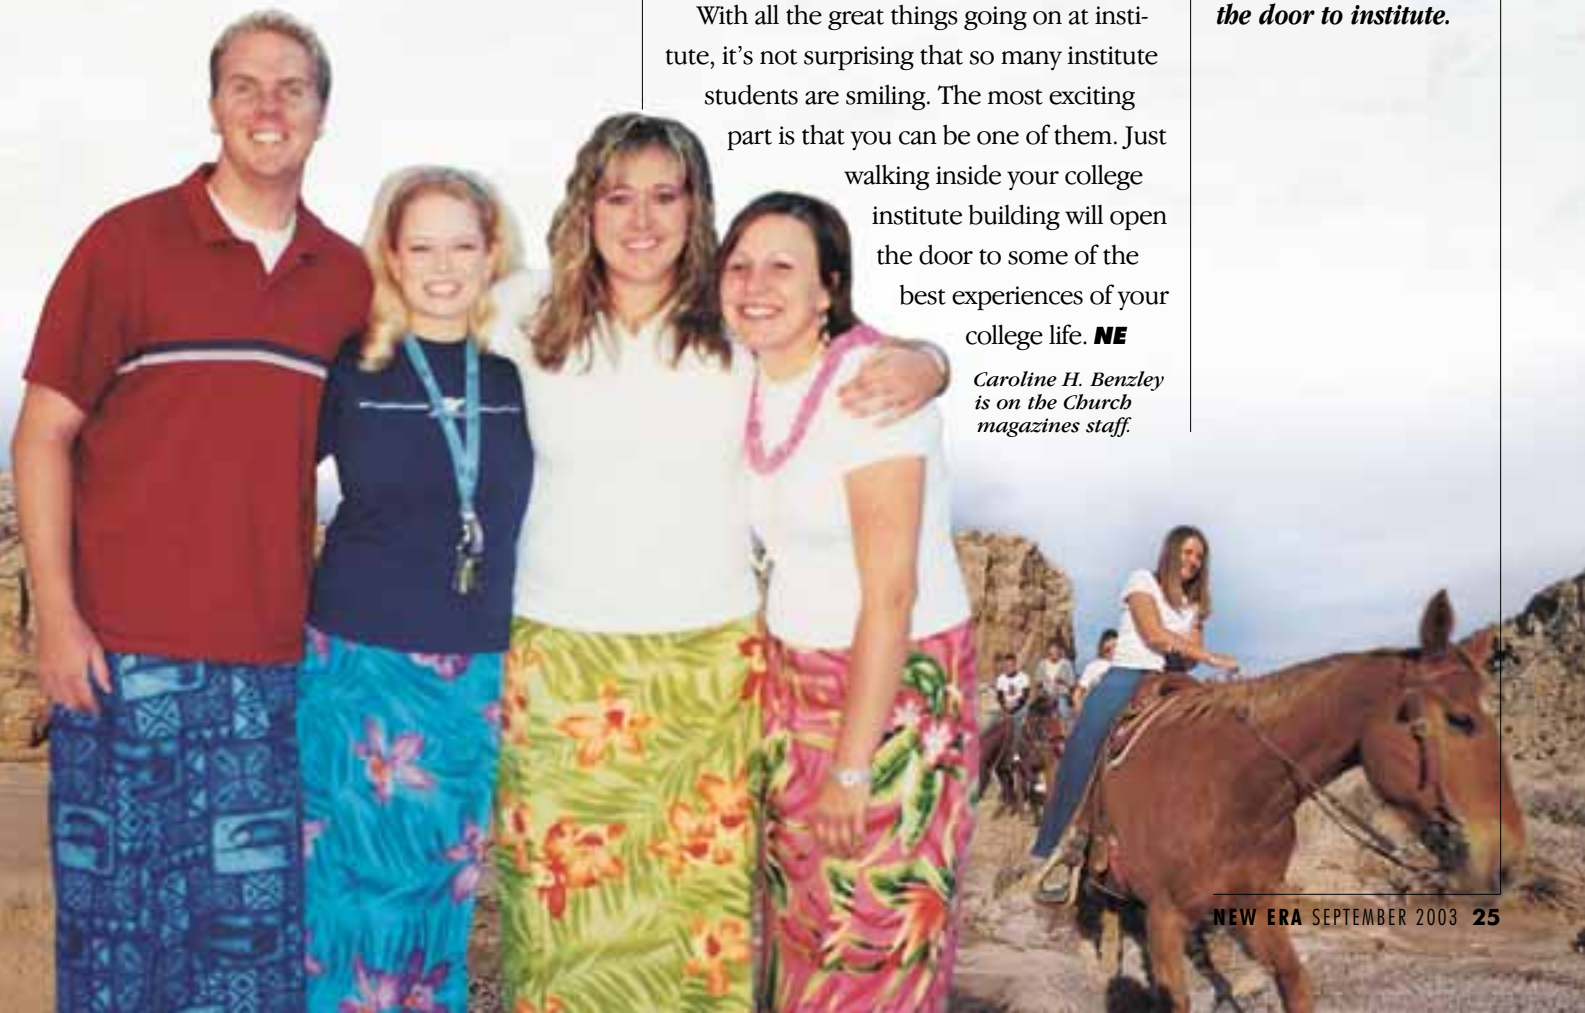 With all the great things going on at insti-
tute, it's not surprising that so many institute
students are smiling. The most exciting
part is that you can be one of them. Just
walking inside your college
institute building will open
the door to some of the
best experiences of your
college life. NE
Caroline H. Benzley
is on the Church
magazines staff.
the door to institute.
NEW ERA SEPTEMBER 2003 25